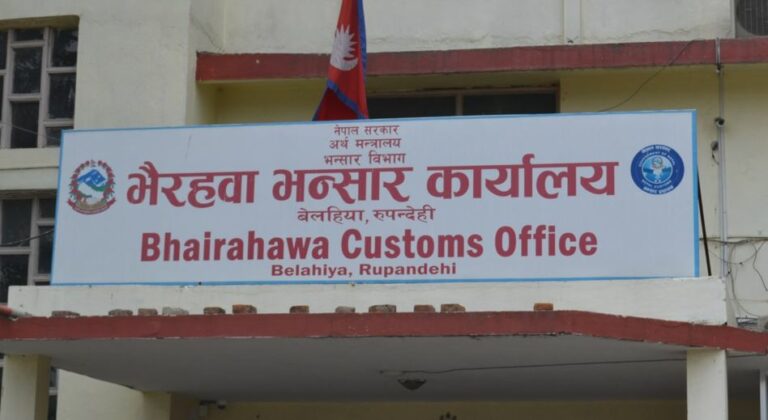 नेपाल सरकार
अर्थ मन्त्रालय
भन्सार विभाग
भैरहवा भन्सार कार्यालय
बेलहिया, रुपन्देही
Bhairahawa Customs Office
Belahiya, Rupandehi